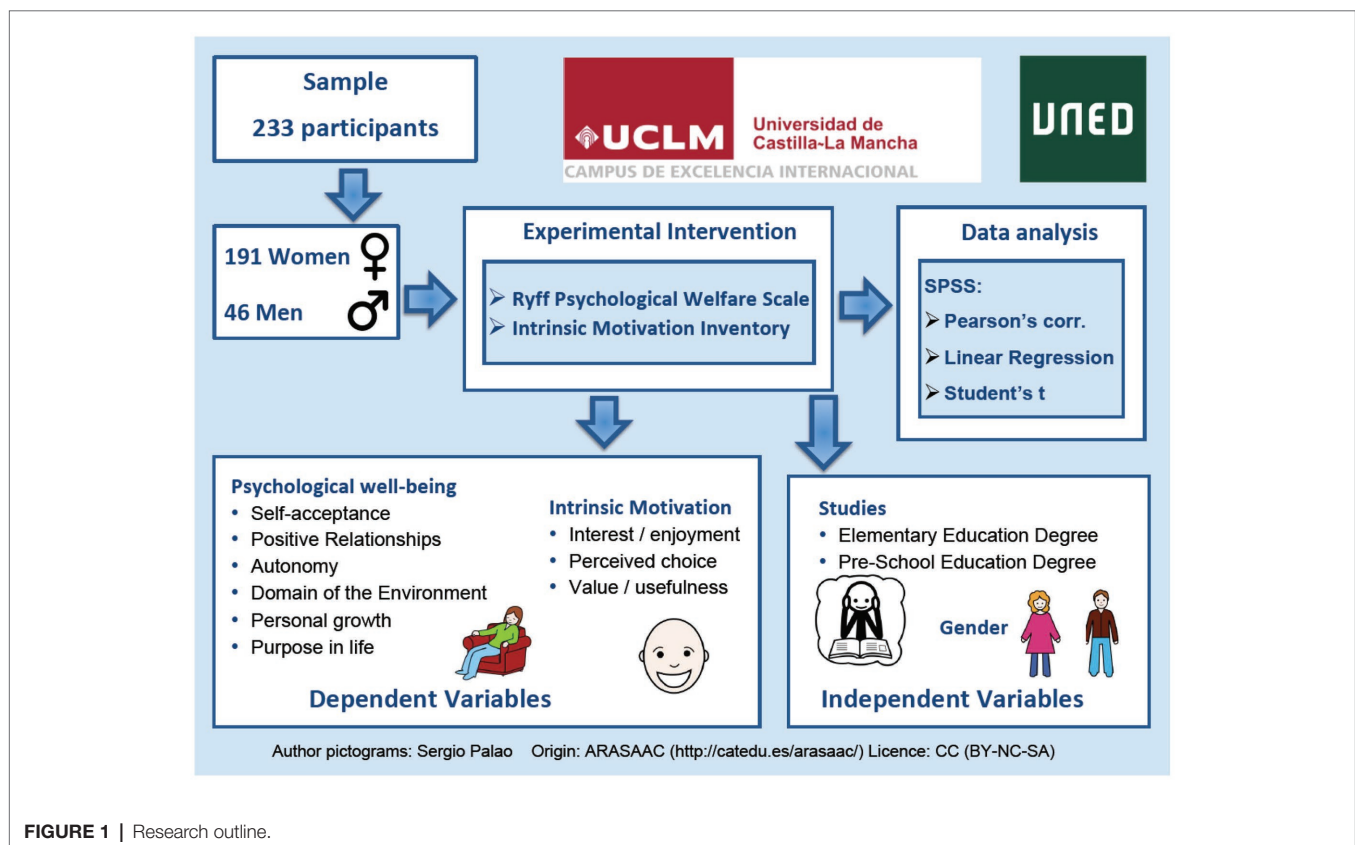 Sample
233 participants
UCLM
Universidad de
Castilla-La Mancha
CAMPUS DE EXCELENCIA INTERNACIONAL
UNED
191 Women
46 Men
Experimental Intervention
➢ Ryff Psychological Welfare Scale
➢ Intrinsic Motivation Inventory
Data analysis
SPSS:
➢ Pearson's corr.
➢ Linear Regression
➢ Student's t
Psychological well-being
• Self-acceptance
• Positive Relationships
• Autonomy
• Domain of the Environment
• Personal growth
• Purpose in life
Intrinsic Motivation
• Interest / enjoyment
• Perceived choice
• Value / usefulness
Dependent Variables
Studies
• Elementary Education Degree
• Pre-School Education Degree
Gender
Independent Variables
Author pictograms: Sergio Palao Origin: ARASAAC (http://catedu.es/arasaac/) Licence: CC (BY-NC-SA)
FIGURE 1 | Research outline.